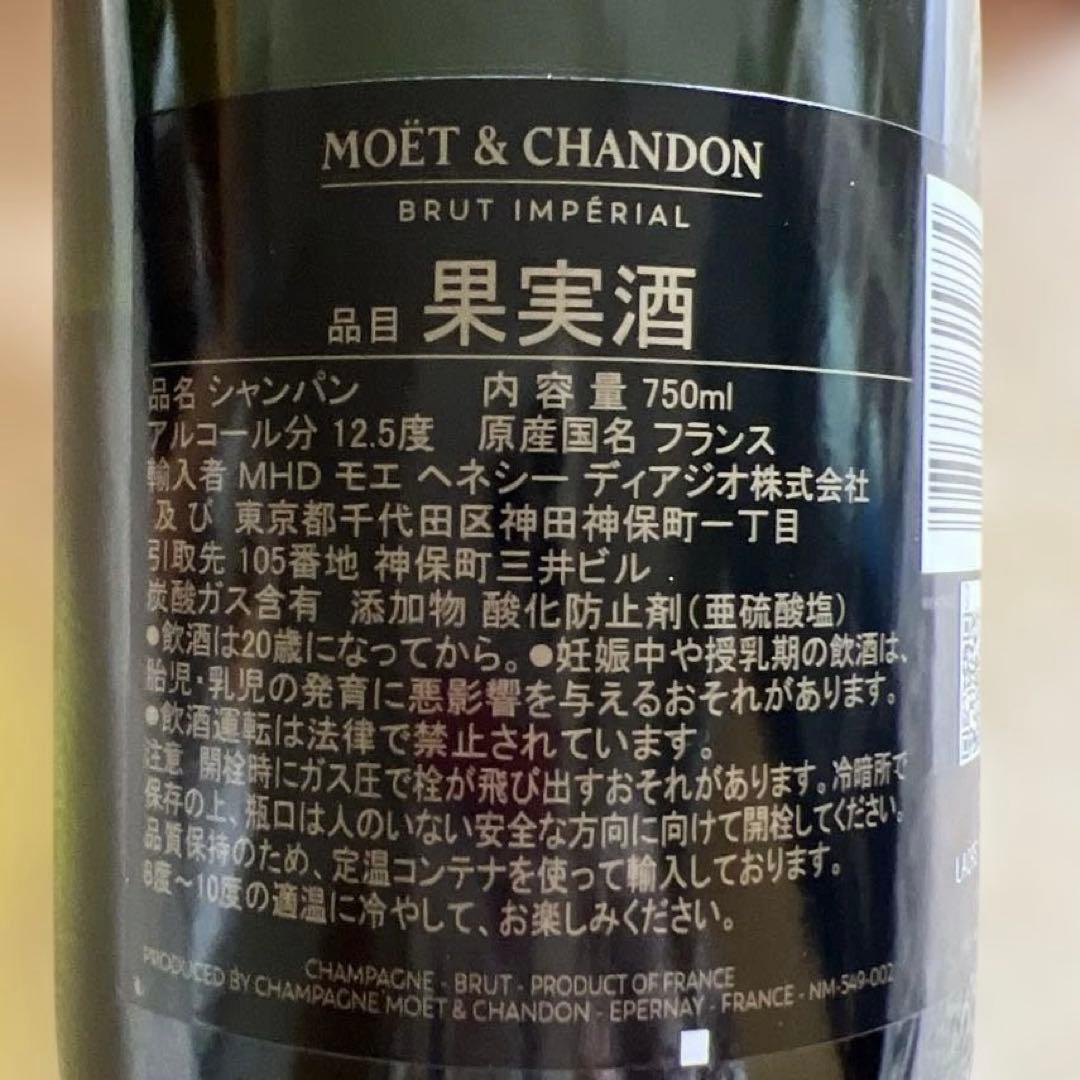 MOËT & CHANDON
BRUT IMPÉRIAL
品目 果実酒
品名 シャンパン 内容量 750ml
アルコール分 12.5度 原産国名 フランス
輸入者 MHD モエ ヘネシー ディアジオ株式会社
及び 東京都千代田区神田神保町一丁目
引取先 105番地 神保町三井ビル
炭酸ガス含有 添加物 酸化防止剤(亜硫酸塩)
●飲酒は20歳になってから。●妊娠中や授乳期の飲酒は、
胎児・乳児の発育に悪影響を与えるおそれがあります。
●飲酒運転は法律で禁止されています。
注意 開栓時にガス圧で栓が飛び出すおそれがあります。冷暗所で
保存の上、瓶口は人のいない安全な方向に向けて開栓してください。
品質保持のため、定温コンテナを使って輸入しております。
8度～10度の適温に冷やして、お楽しみください。
CHAMPAGNE - BRUT - PRODUCT OF FRANCE
PRODUCED BY CHAMPAGNE MOËT & CHANDON - EPERNAY - FRANCE - NM-549-002